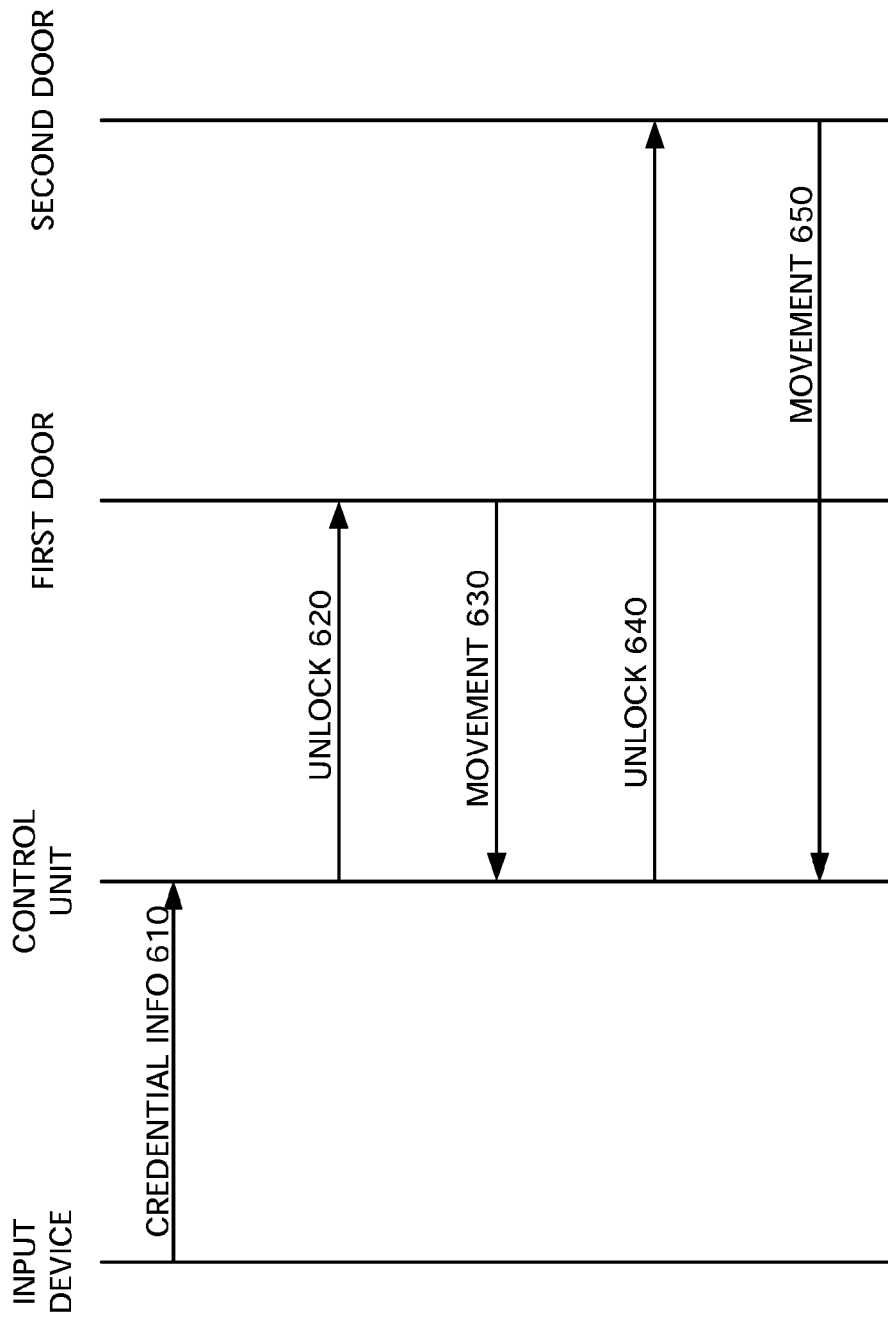 INPUT
DEVICE
CONTROL
UNIT
FIRST DOOR
SECOND DOOR
CREDENTIAL INFO 610
UNLOCK 620
MOVEMENT 630
UNLOCK 640
MOVEMENT 650